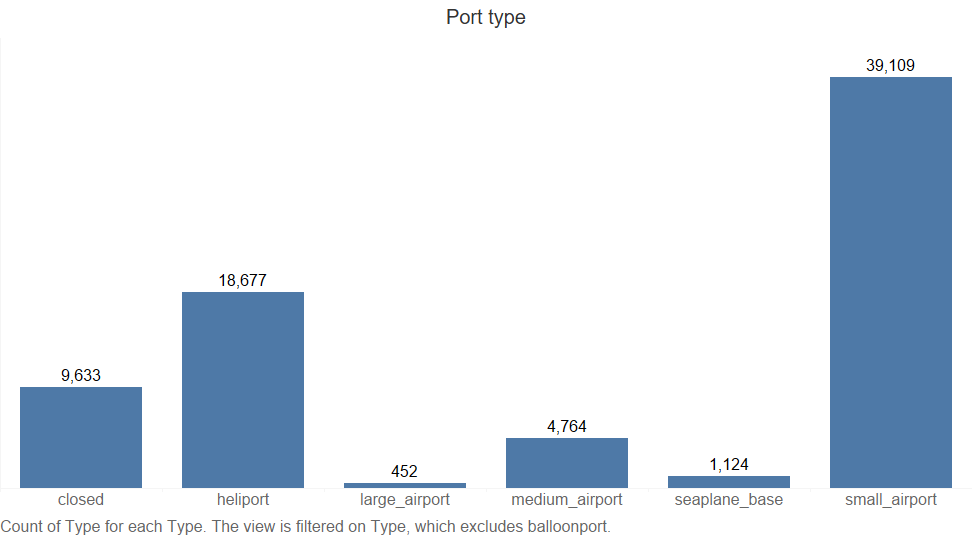 Port type
39,109
18,677
9,633
4,764
1,124
452
closed heliport large_airport medium_airport seaplane_base small_airport
Count of Type for each Type. The view is filtered on Type, which excludes balloonport.